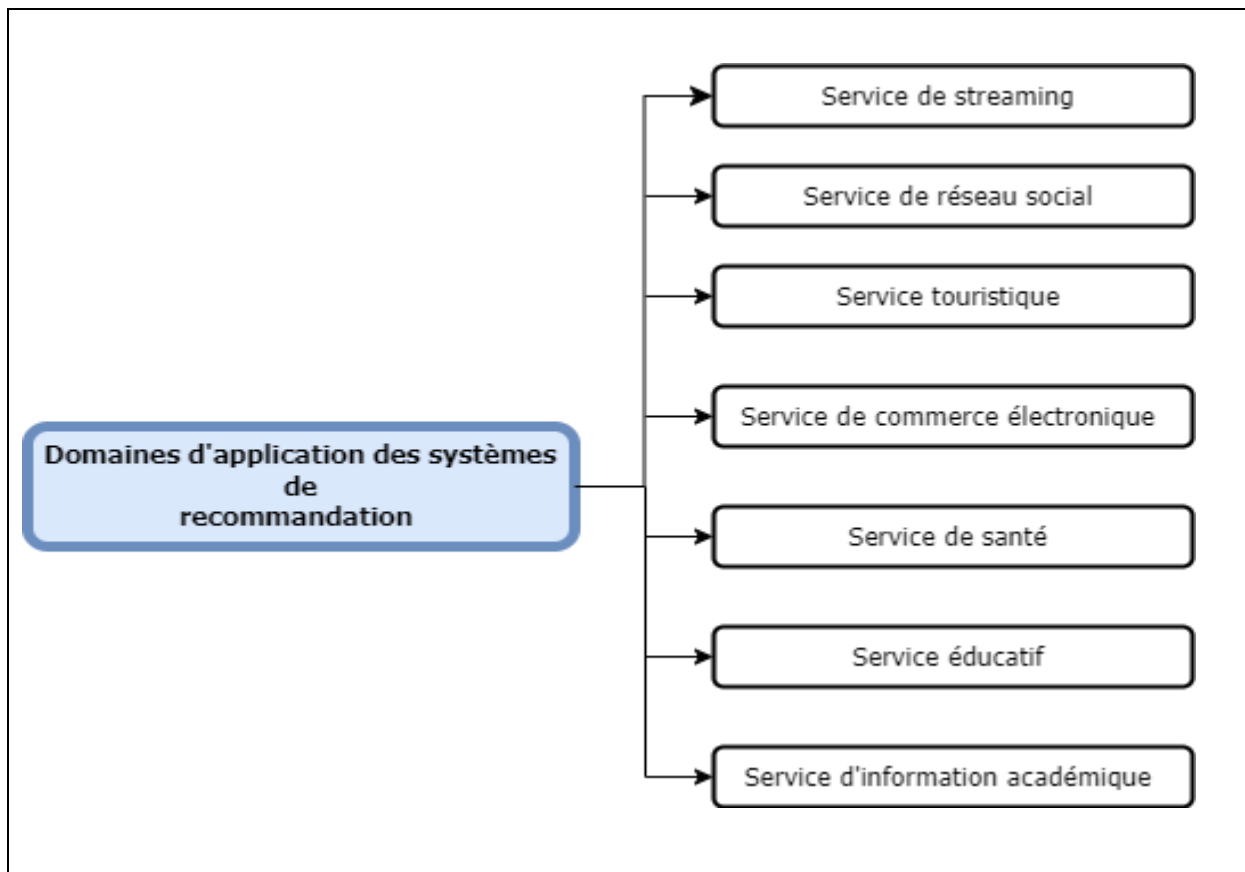 Service de streaming
Service de réseau social
Service touristique
Service de commerce électronique
Domaines d'application des systèmes
de
recommandation
Service de santé
Service éducatif
Service d'information académique